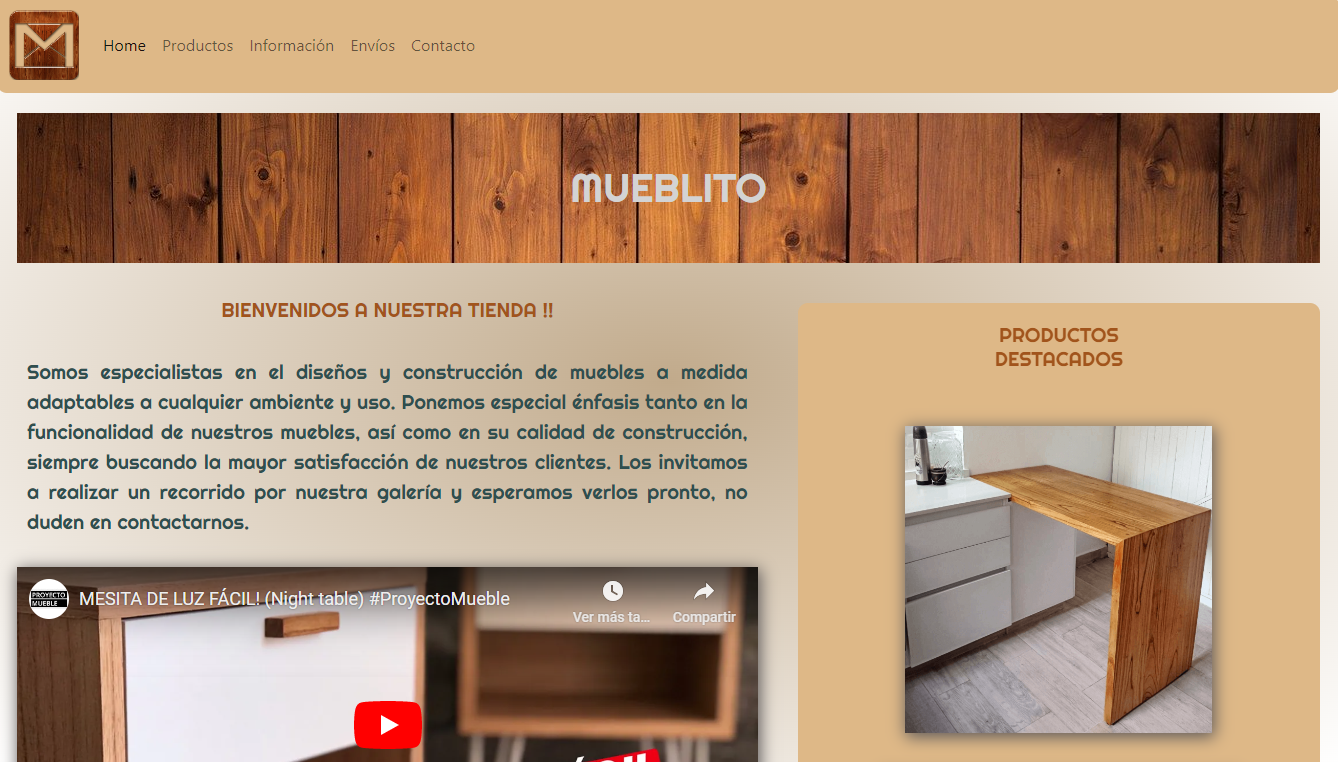 M
Home Productos Información Envíos Contacto
MUEBLITO
BIENVENIDOS A NUESTRA TIENDA !!
Somos especialistas en el diseños y construcción de muebles a medida
adaptables a cualquier ambiente y uso. Ponemos especial énfasis tanto en la
funcionalidad de nuestros muebles, así como en su calidad de construcción,
siempre buscando la mayor satisfacción de nuestros clientes. Los invitamos
a realizar un recorrido por nuestra galería y esperamos verlos pronto, no
duden en contactarnos.
PROYECTO
MUEBLE
MESITA DE LUZ FÁCIL! (Night table) #ProyectoMueble
Ver más ta...
Compartir
PRODUCTOS
DESTACADOS